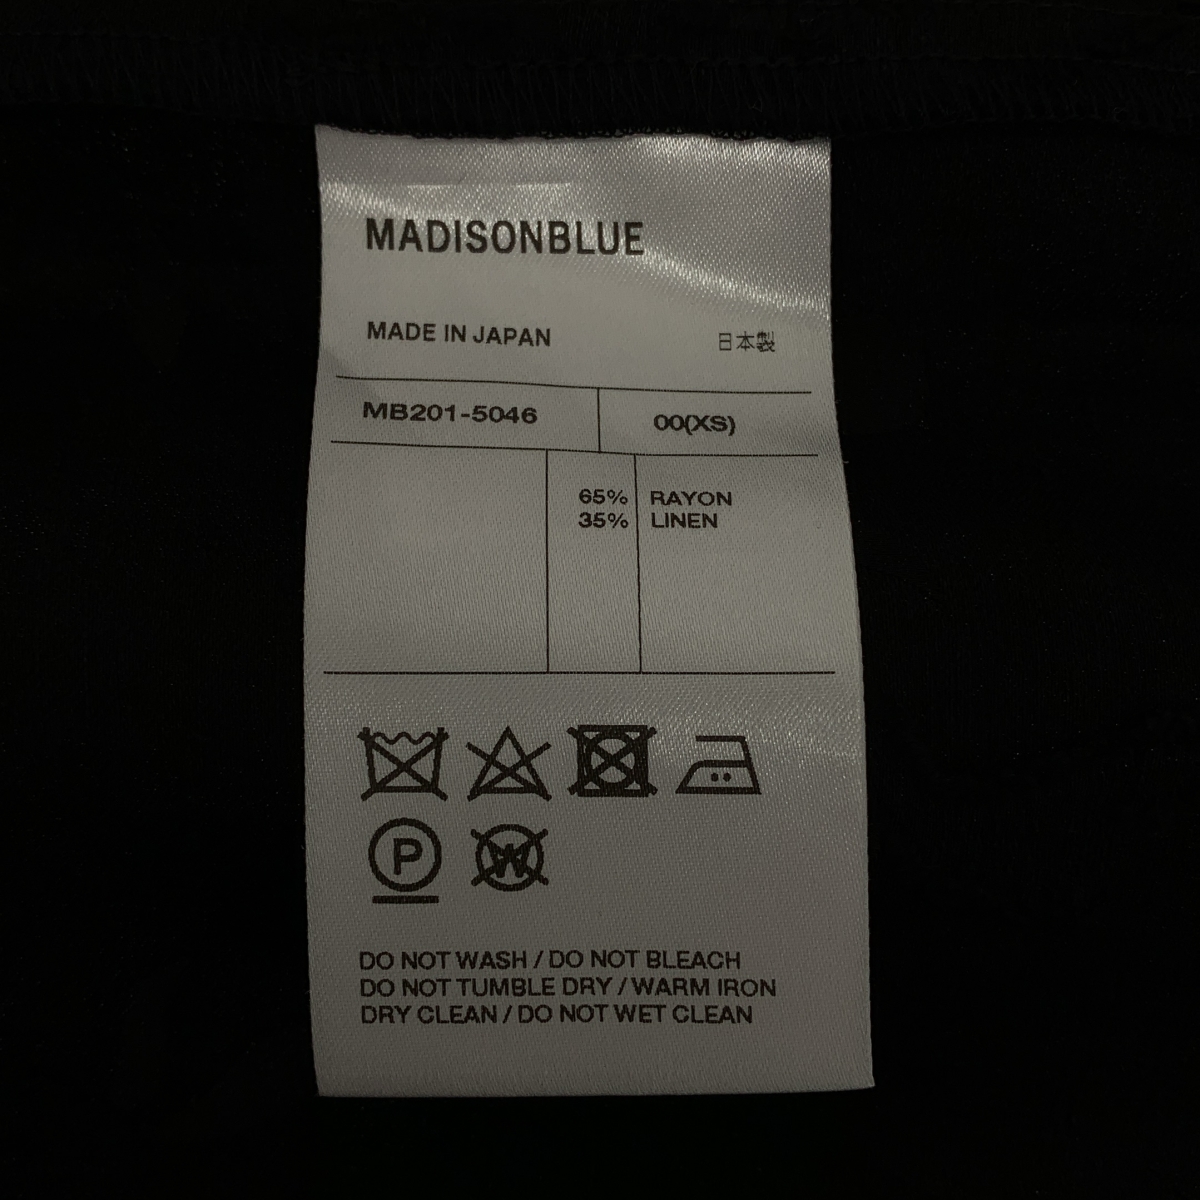 MADISONBLUE
MADE IN JAPAN 日本製
MB201-5046 00(XS)
65% RAYON
35% LINEN
P W
DO NOT WASH / DO NOT BLEACH
DO NOT TUMBLE DRY / WARM IRON
DRY CLEAN / DO NOT WET CLEAN